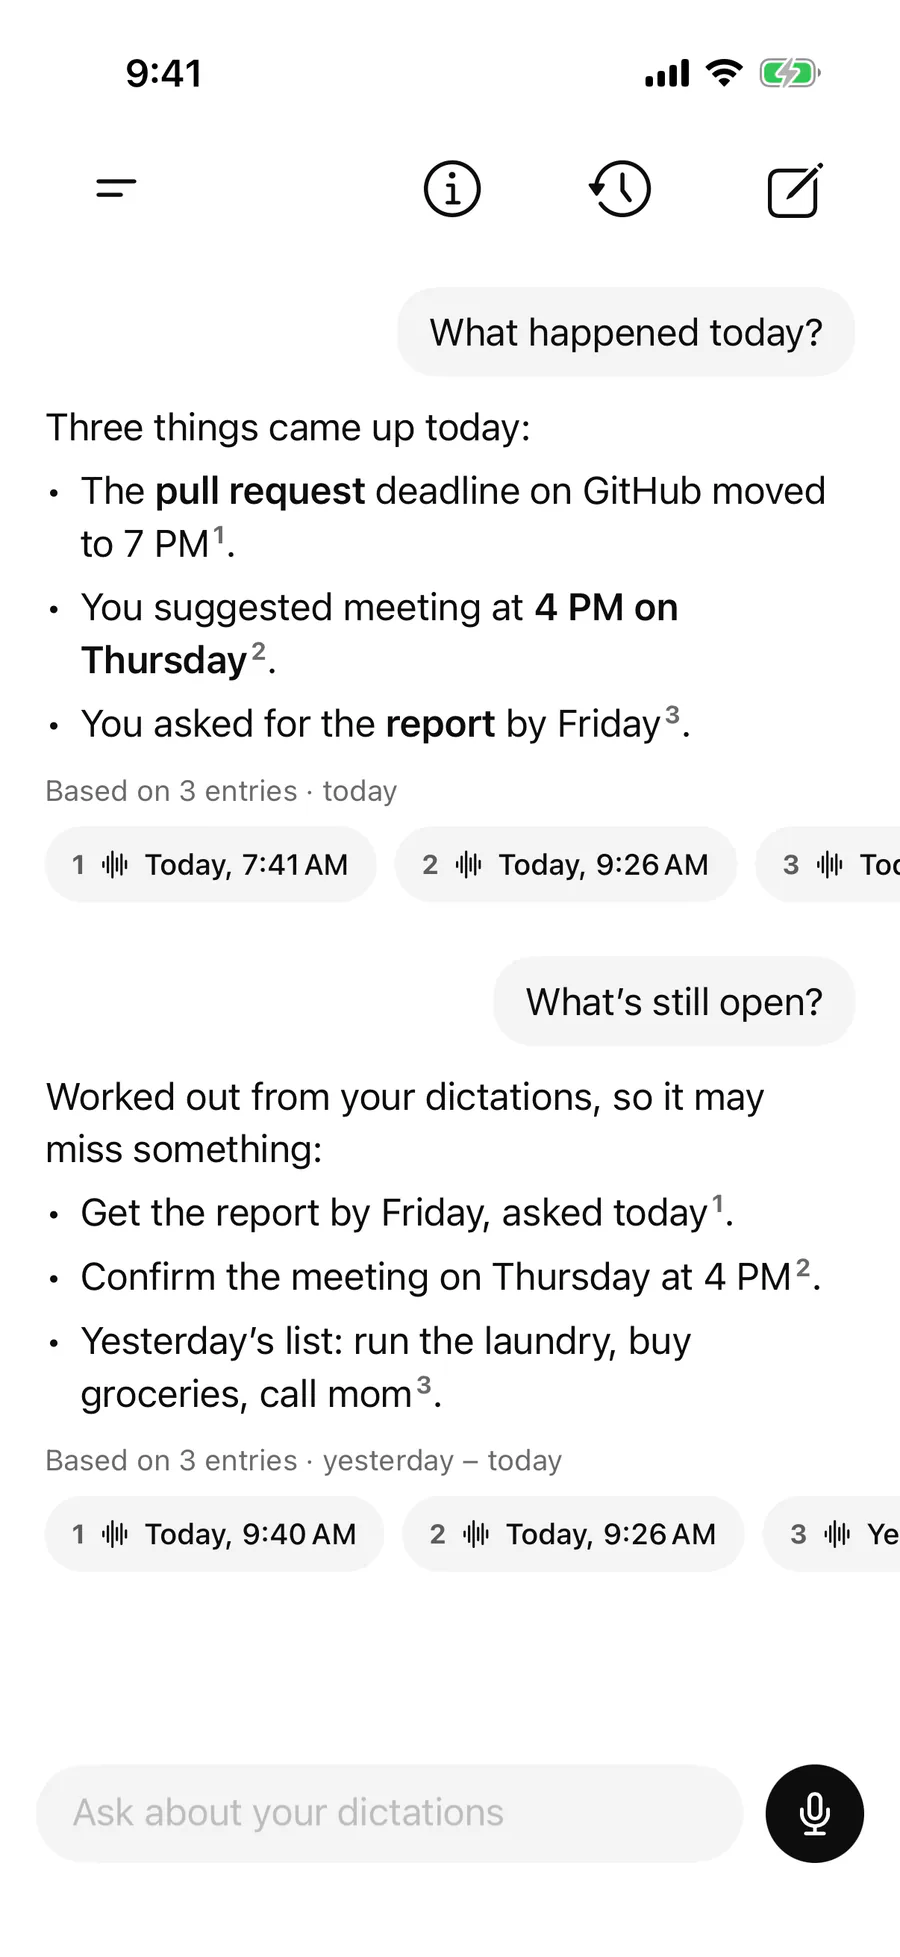 9:41
What happened today?
Three things came up today:
• The pull request deadline on GitHub moved
to 7 PM1.
• You suggested meeting at 4 PM on
Thursday2.
• You asked for the report by Friday3.
Based on 3 entries · today
1 Today, 7:41 AM
2 Today, 9:26 AM
3 Toc
What's still open?
Worked out from your dictations, so it may
miss something:
• Get the report by Friday, asked today1.
• Confirm the meeting on Thursday at 4 PM2.
• Yesterday's list: run the laundry, buy
groceries, call mom3.
Based on 3 entries · yesterday – today
1 Today, 9:40 AM
2 Today, 9:26 AM
3 Ye
Ask about your dictations